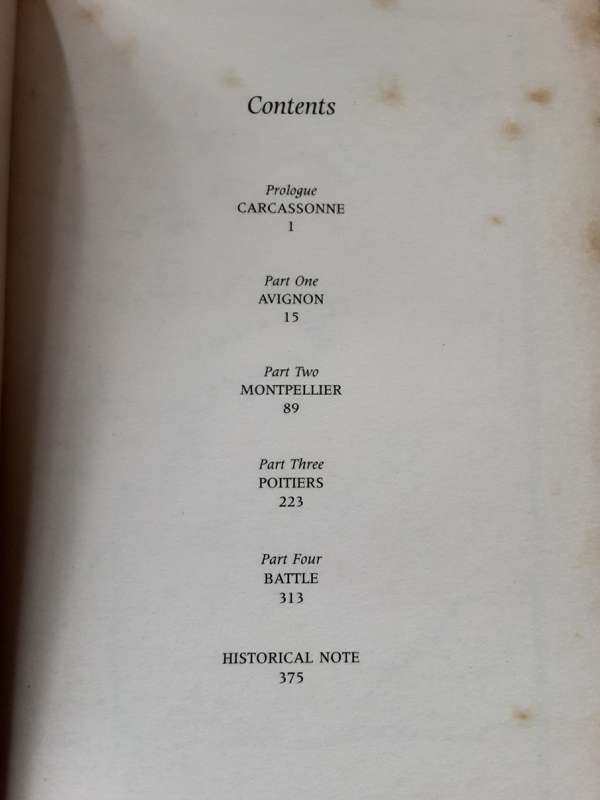 Contents
Prologue
CARCASSONNE
1
Part One
AVIGNON
15
Part Two
MONTPELLIER
89
Part Three
POITIERS
223
Part Four
BATTLE
313
HISTORICAL NOTE
375